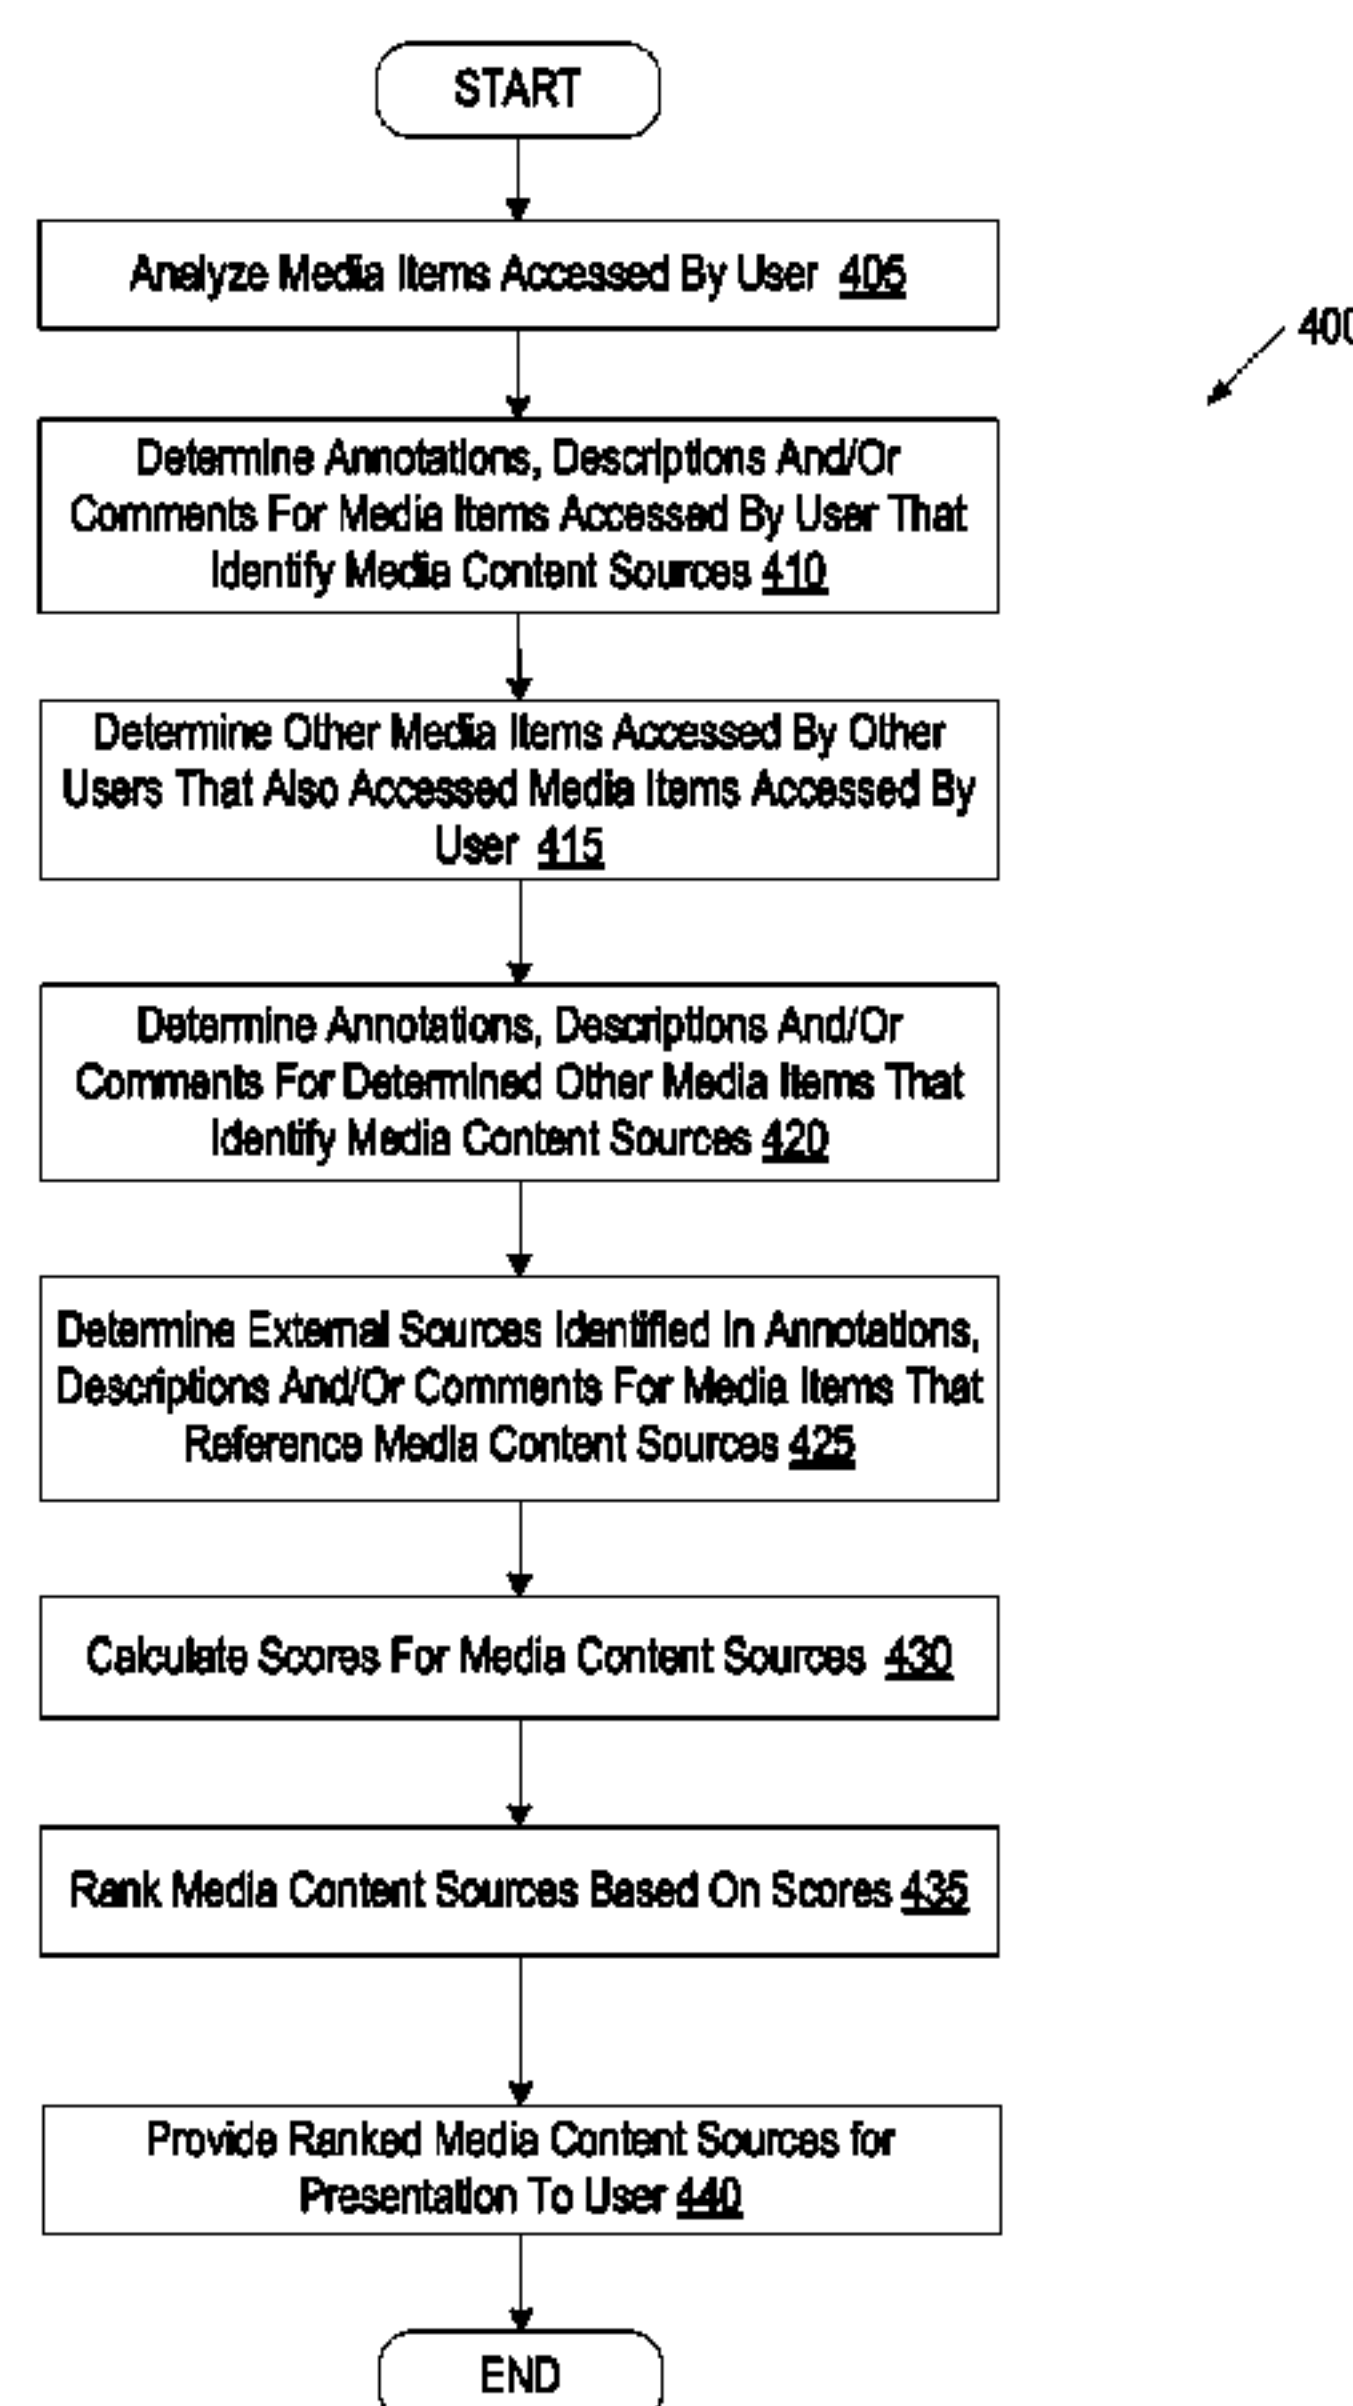 START
Analyze Media Items Accessed By User 405
400
Determine Annotations, Descriptions And/Or
Comments For Media Items Accessed By User That
Identify Media Content Sources 410
Determine Other Media Items Accessed By Other
Users That Also Accessed Media Items Accessed By
User 415
Determine Annotations, Descriptions And/Or
Comments For Determined Other Media Items That
Identify Media Content Sources 420
Determine External Sources Identified In Annotations,
Descriptions And/Or Comments For Media Items That
Reference Media Content Sources 425
Calculate Scores For Media Content Sources 430
Rank Media Content Sources Based On Scores 435
Provide Ranked Media Content Sources for
Presentation To User 440
END